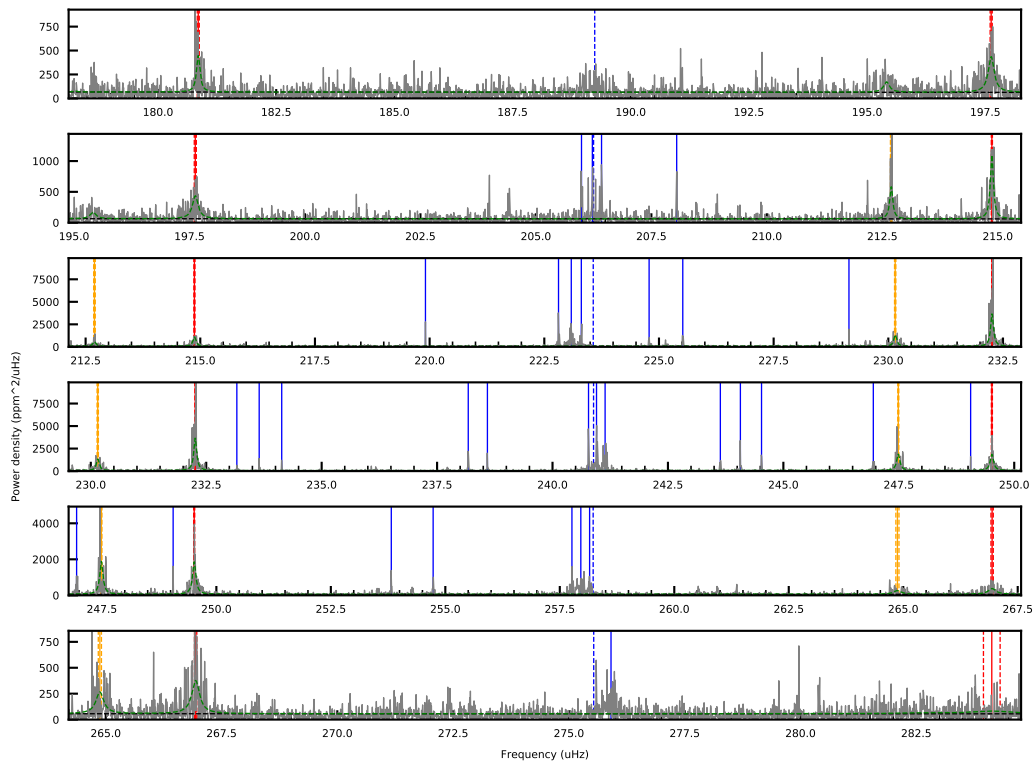 750
500
250
0
180.0 182.5 185.0 187.5 190.0 192.5 195.0 197.5
1000
500
0
195.0 197.5 200.0 202.5 205.0 207.5 210.0 212.5 215.0
7500
5000
2500
0
212.5 215.0 217.5 220.0 222.5 225.0 227.5 230.0 232.5
Power density (ppm^2/uHz)
7500
5000
2500
0
230.0 232.5 235.0 237.5 240.0 242.5 245.0 247.5 250.0
4000
2000
0
247.5 250.0 252.5 255.0 257.5 260.0 262.5 265.0 267.5
750
500
250
0
265.0 267.5 270.0 272.5 275.0 277.5 280.0 282.5
Frequency (uHz)